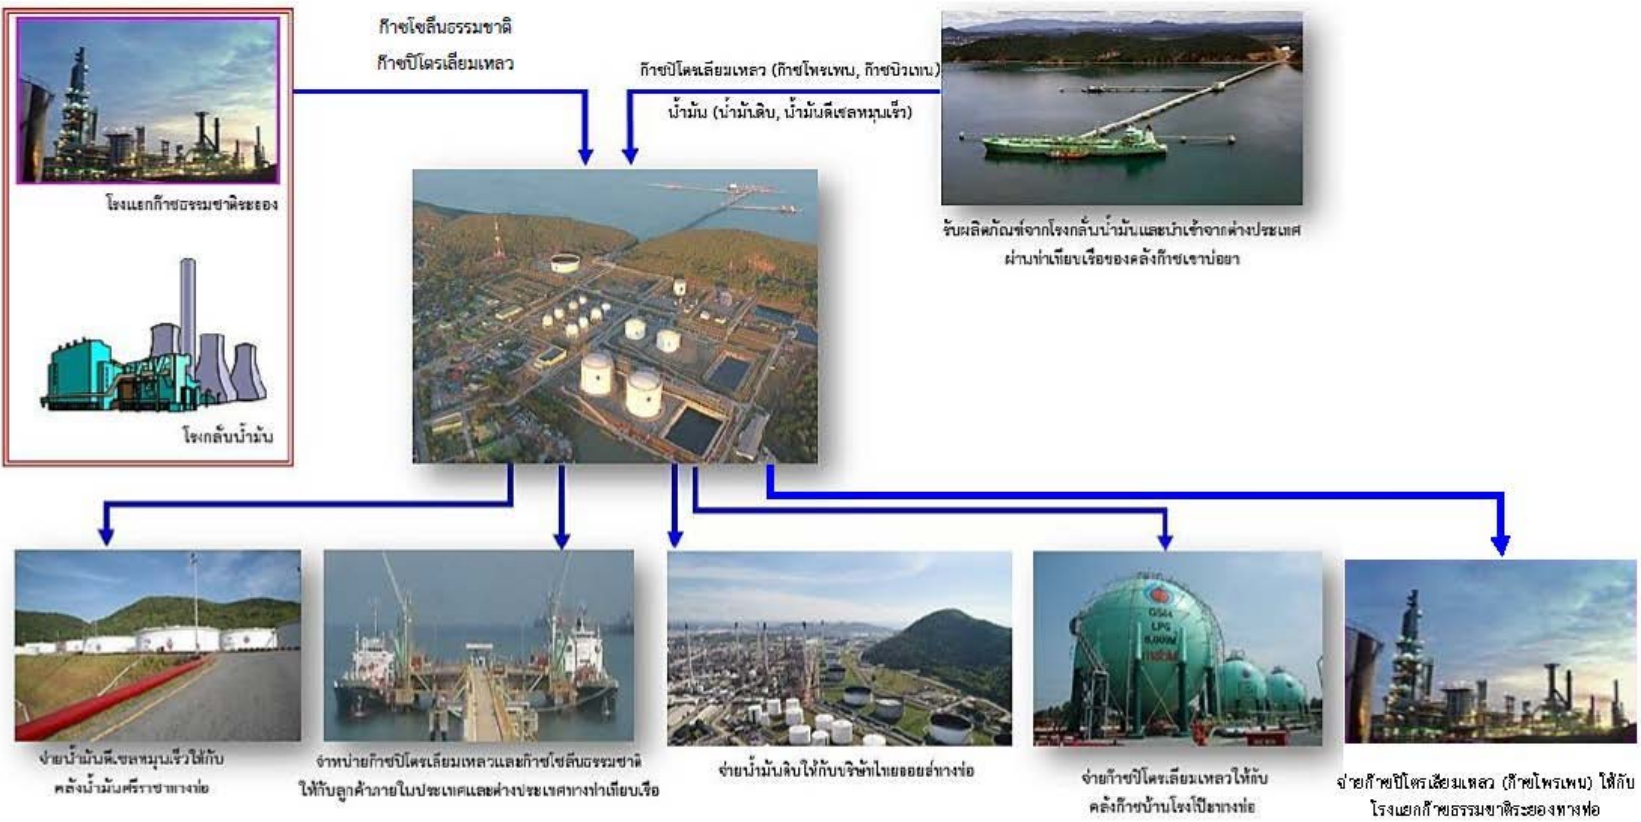 ก๊าซโซลีนธรรมชาติ
ก๊าซปิโตรเลียมเหลว
ก๊าซปิโตรเลียมเหลว (ก๊าซโพรเพน, ก๊าซบิวเทน)
น้ำมัน (น้ำมันดิบ, น้ำมันดีเซลหมุนเร็ว)
โรงแยกก๊าซธรรมชาติระยอง
รับผลิตภัณฑ์จากโรงกลั่นน้ำมันและนำเข้าจากต่างประเทศ
ผ่านท่าเทียบเรือของคลังก๊าซเขาบ่อยา
โรงกลั่นน้ำมัน
LPG
จ่ายน้ำมันดีเซลหมุนเร็วให้กับ
คลังน้ำมันศรีราชาทางท่อ
จำหน่ายก๊าซปิโตรเลียมเหลวและก๊าซโซลีนธรรมชาติ
ให้กับลูกค้าภายในประเทศและต่างประเทศทางท่าเทียบเรือ
จ่ายน้ำมันดิบให้กับบริษัทไทยออยล์ทางท่อ
จ่ายก๊าซปิโตรเลียมเหลวให้กับ
คลังก๊าซบ้านโรงโป๊ะทางท่อ
จ่ายก๊าซปิโตรเลียมเหลว (ก๊าซโพรเพน) ให้กับ
โรงแยกก๊าซธรรมชาติระยองทางท่อ